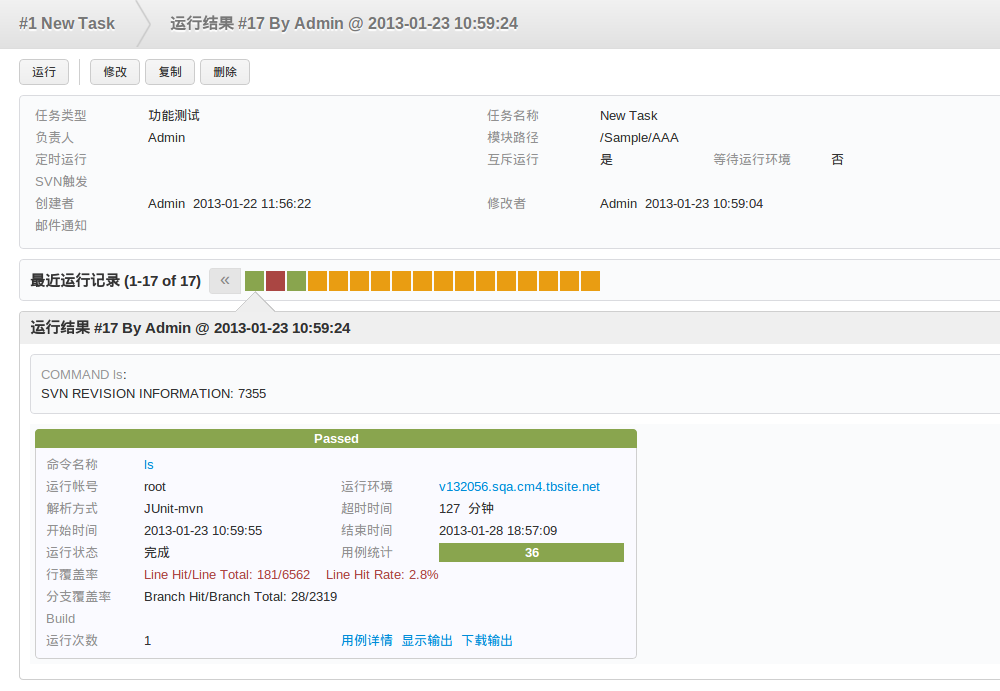 #1 New Task 运行结果 #17 By Admin @ 2013-01-23 10:59:24
运行 修改 复制 删除
任务类型 功能测试 任务名称 New Task
负责人 Admin 模块路径 /Sample/AAA
定时运行 互斥运行 是 等待运行环境 否
SVN触发
创建者 Admin 2013-01-22 11:56:22 修改者 Admin 2013-01-23 10:59:04
邮件通知
最近运行记录 (1-17 of 17) «
运行结果 #17 By Admin @ 2013-01-23 10:59:24
COMMAND ls:
SVN REVISION INFORMATION: 7355
Passed
命令名称 ls
运行帐号 root 运行环境 v132056.sqa.cm4.tbsite.net
解析方式 JUnit-mvn 超时时间 127 分钟
开始时间 2013-01-23 10:59:55 结束时间 2013-01-28 18:57:09
运行状态 完成 用例统计 36
行覆盖率 Line Hit/Line Total: 181/6562 Line Hit Rate: 2.8%
分支覆盖率 Branch Hit/Branch Total: 28/2319
Build
运行次数 1 用例详情 显示输出 下载输出